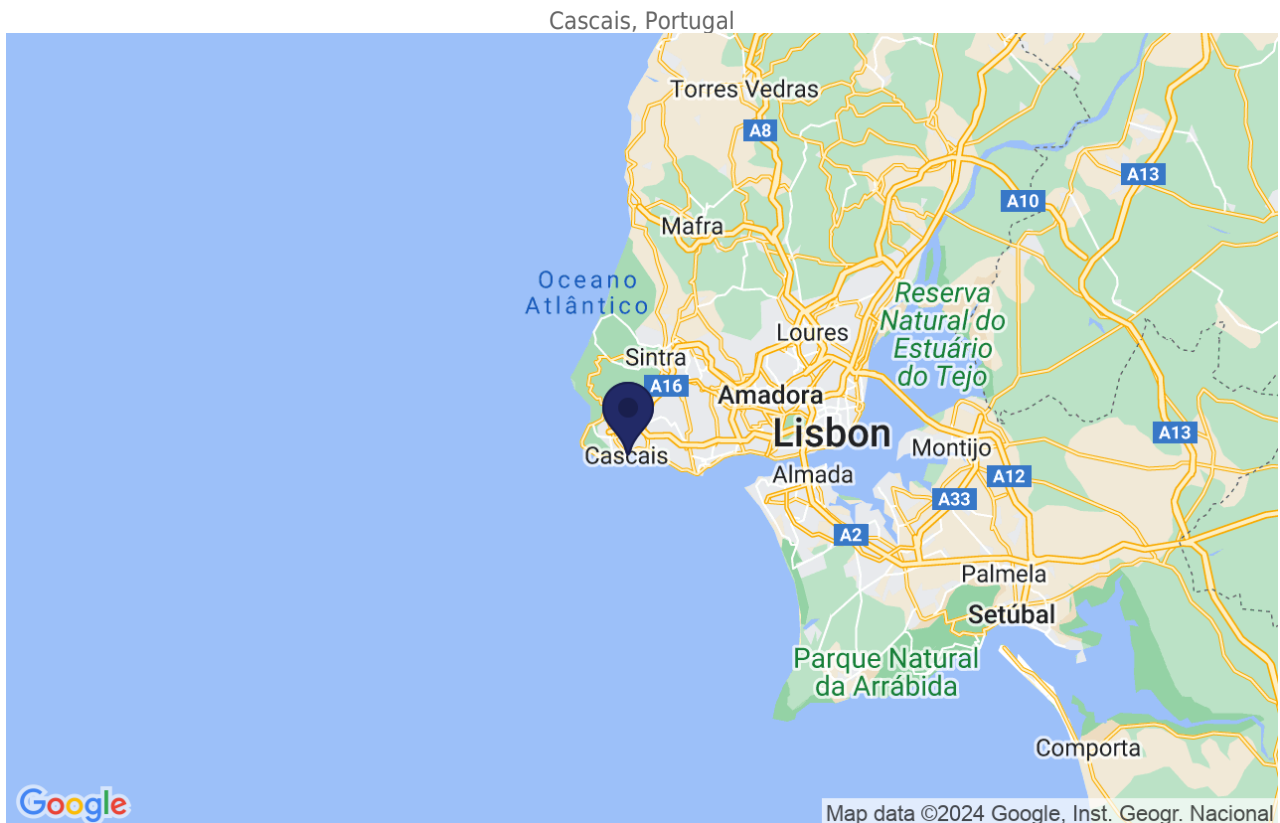 Cascais, Portugal
Torres Vedras
A8
A13
A10
Mafra
Oceano
Atlântico
Reserva
Natural do
Estuário
do Tejo
Loures
Sintra
A16
Amadora
Lisbon
A13
Montijo
Cascais
Almada
A12
A33
A2
Palmela
Setúbal
Parque Natural
da Arrábida
Comporta
Google
Map data ©2024 Google, Inst. Geogr. Nacional